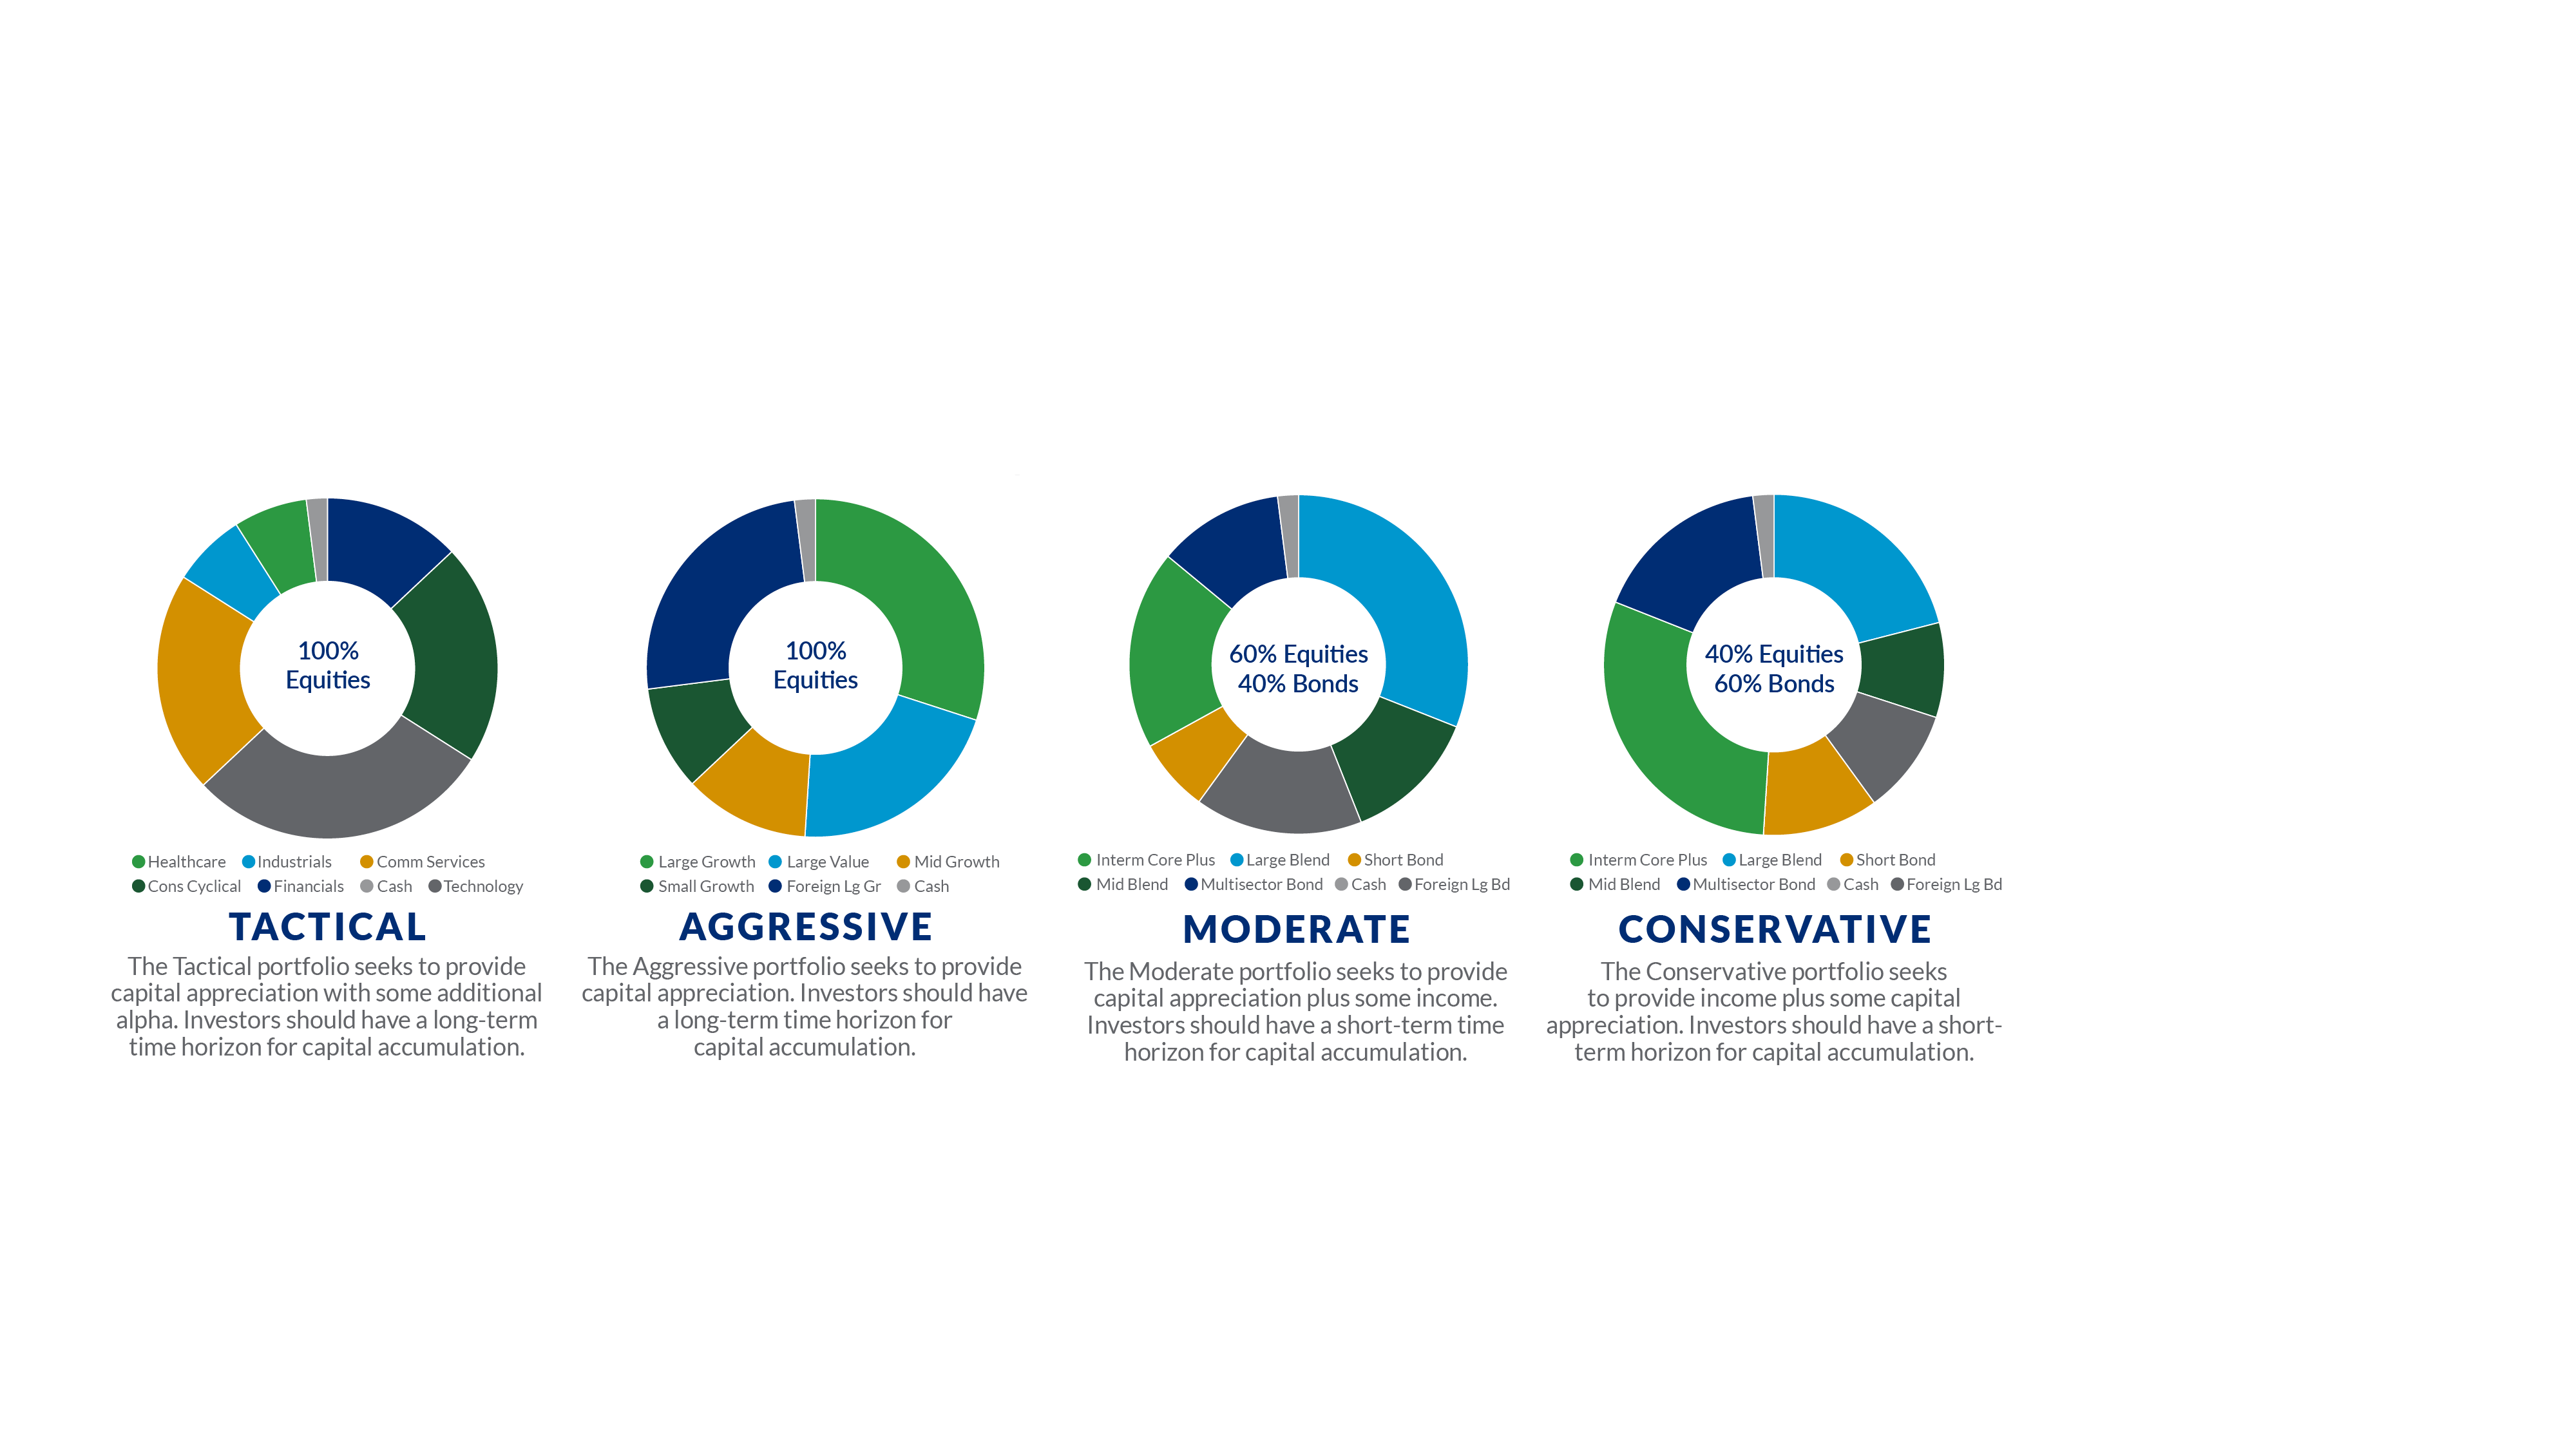 100%
Equities
Healthcare Industrials Comm Services
Cons Cyclical Financials Cash Technology
TACTICAL
The Tactical portfolio seeks to provide
capital appreciation with some additional
alpha. Investors should have a long-term
time horizon for capital accumulation.
100%
Equities
Large Growth Large Value Mid Growth
Small Growth Foreign Lg Gr Cash
AGGRESSIVE
The Aggressive portfolio seeks to provide
capital appreciation. Investors should have
a long-term time horizon for
capital accumulation.
60% Equities
40% Bonds
Interm Core Plus Large Blend Short Bond
Mid Blend Multisector Bond Cash Foreign Lg Bd
MODERATE
The Moderate portfolio seeks to provide
capital appreciation plus some income.
Investors should have a short-term time
horizon for capital accumulation.
40% Equities
60% Bonds
Interm Core Plus Large Blend Short Bond
Mid Blend Multisector Bond Cash Foreign Lg Bd
CONSERVATIVE
The Conservative portfolio seeks
to provide income plus some capital
appreciation. Investors should have a short-
term horizon for capital accumulation.